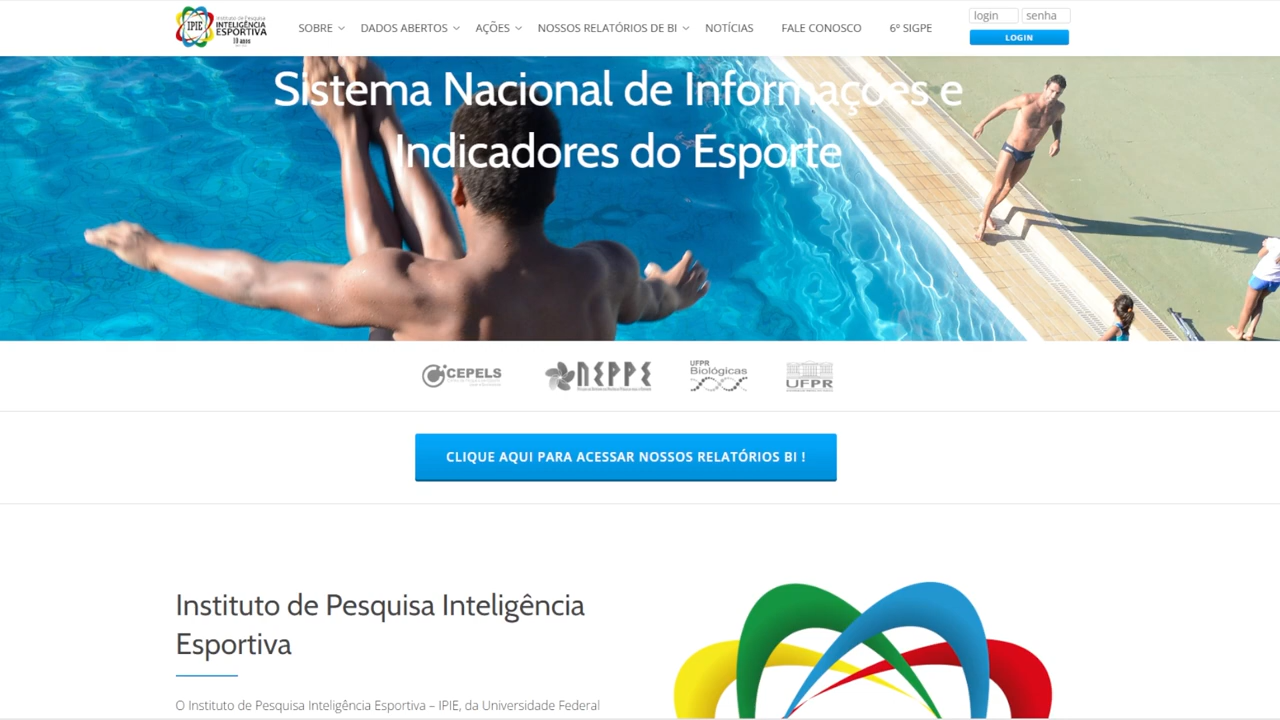 IPIE
Instituto de Pesquisa
INTELIGÊNCIA
ESPORTIVA
10 anos
SOBRE
DADOS ABERTOS
AÇÕES
NOSSOS RELATÓRIOS DE BI
NOTÍCIAS
FALE CONOSCO
6º SIGPE
login
senha
LOGIN
Sistema Nacional de Informações e
Indicadores do Esporte
CEPELS
NEPPE
UFPR
Biológicas
UFPR
CLIQUE AQUI PARA ACESSAR NOSSOS RELATÓRIOS BI !
Instituto de Pesquisa Inteligência
Esportiva
O Instituto de Pesquisa Inteligência Esportiva – IPIE, da Universidade Federal